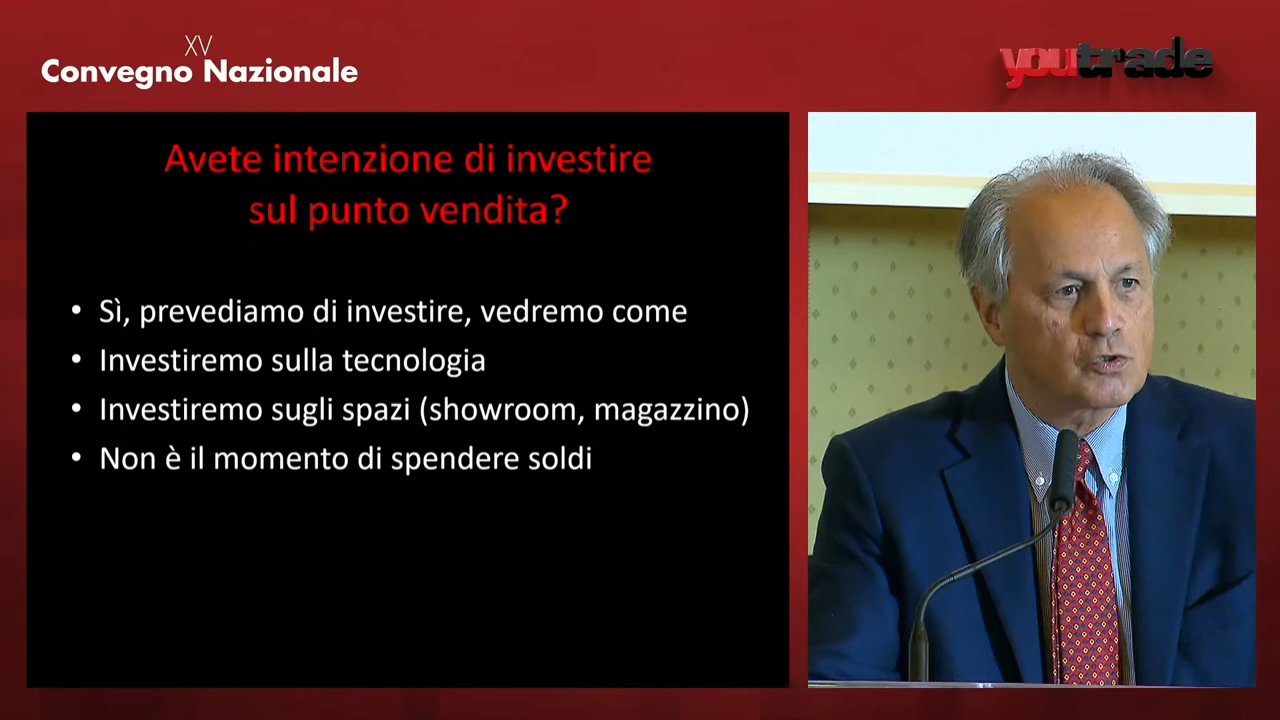 XV
Convegno Nazionale
youtrade
Avete intenzione di investire
sul punto vendita?
• Sì, prevediamo di investire, vedremo come
• Investiremo sulla tecnologia
• Investiremo sugli spazi (showroom, magazzino)
• Non è il momento di spendere soldi